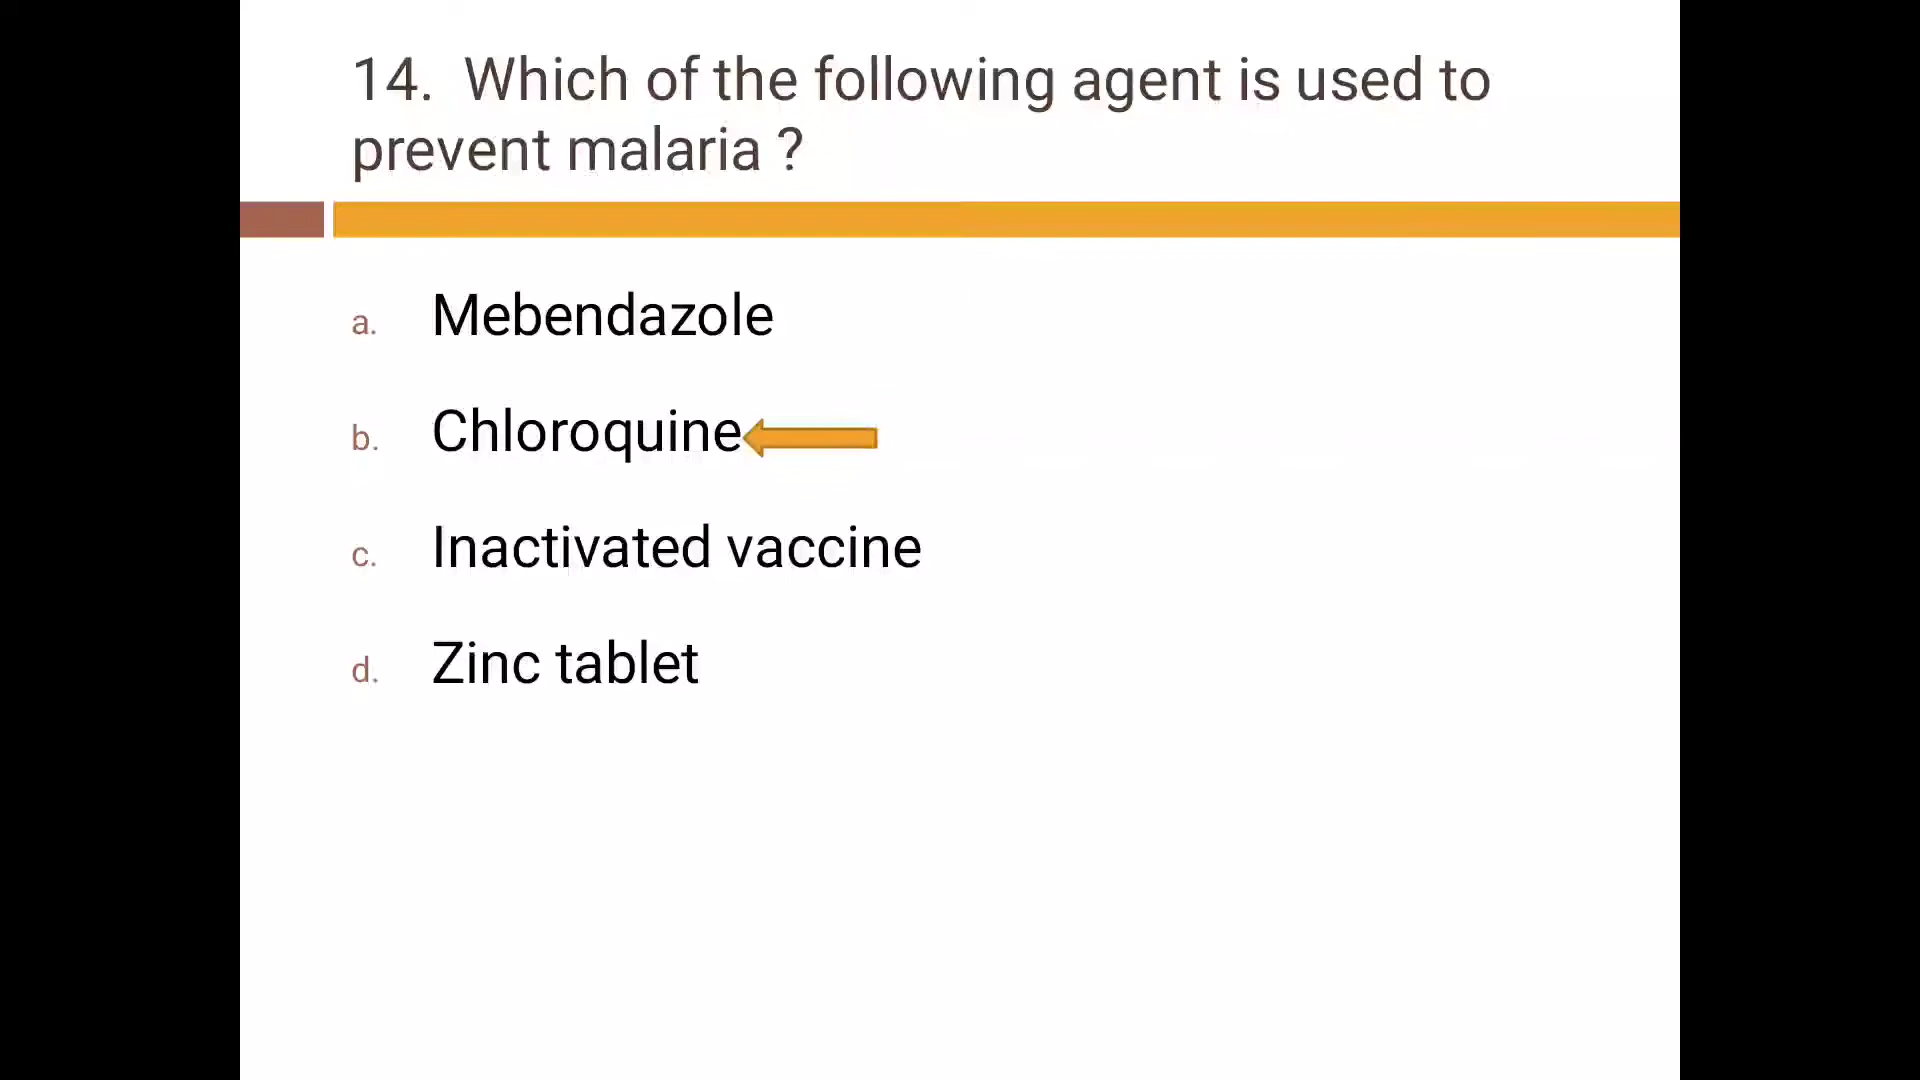 14. Which of the following agent is used to
prevent malaria ?
a. Mebendazole
b. Chloroquine
c. Inactivated vaccine
d. Zinc tablet